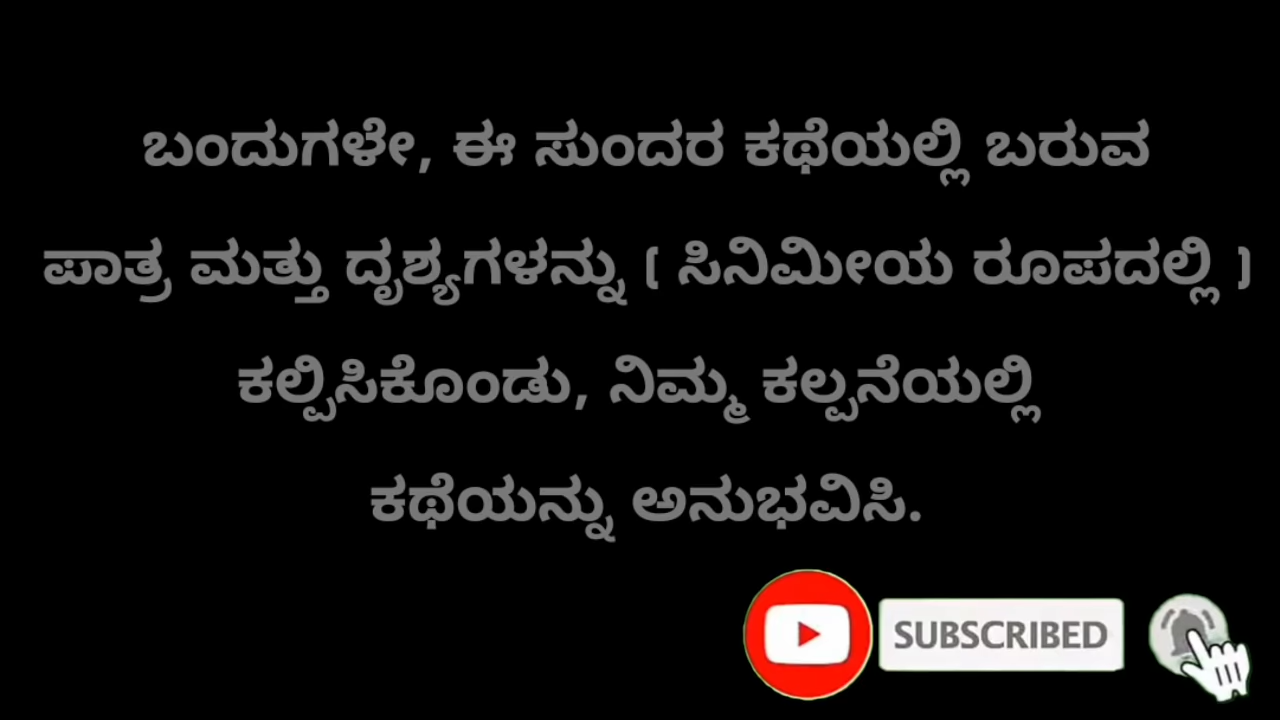 ಬಂದುಗಳೇ, ಈ ಸುಂದರ ಕಥೆಯಲ್ಲಿ ಬರುವ
ಪಾತ್ರ ಮತ್ತು ದೃಶ್ಯಗಳನ್ನು ( ಸಿನಿಮೀಯ ರೂಪದಲ್ಲಿ )
ಕಲ್ಪಿಸಿಕೊಂಡು, ನಿಮ್ಮ ಕಲ್ಪನೆಯಲ್ಲಿ
ಕಥೆಯನ್ನು ಅನುಭವಿಸಿ.
SUBSCRIBED